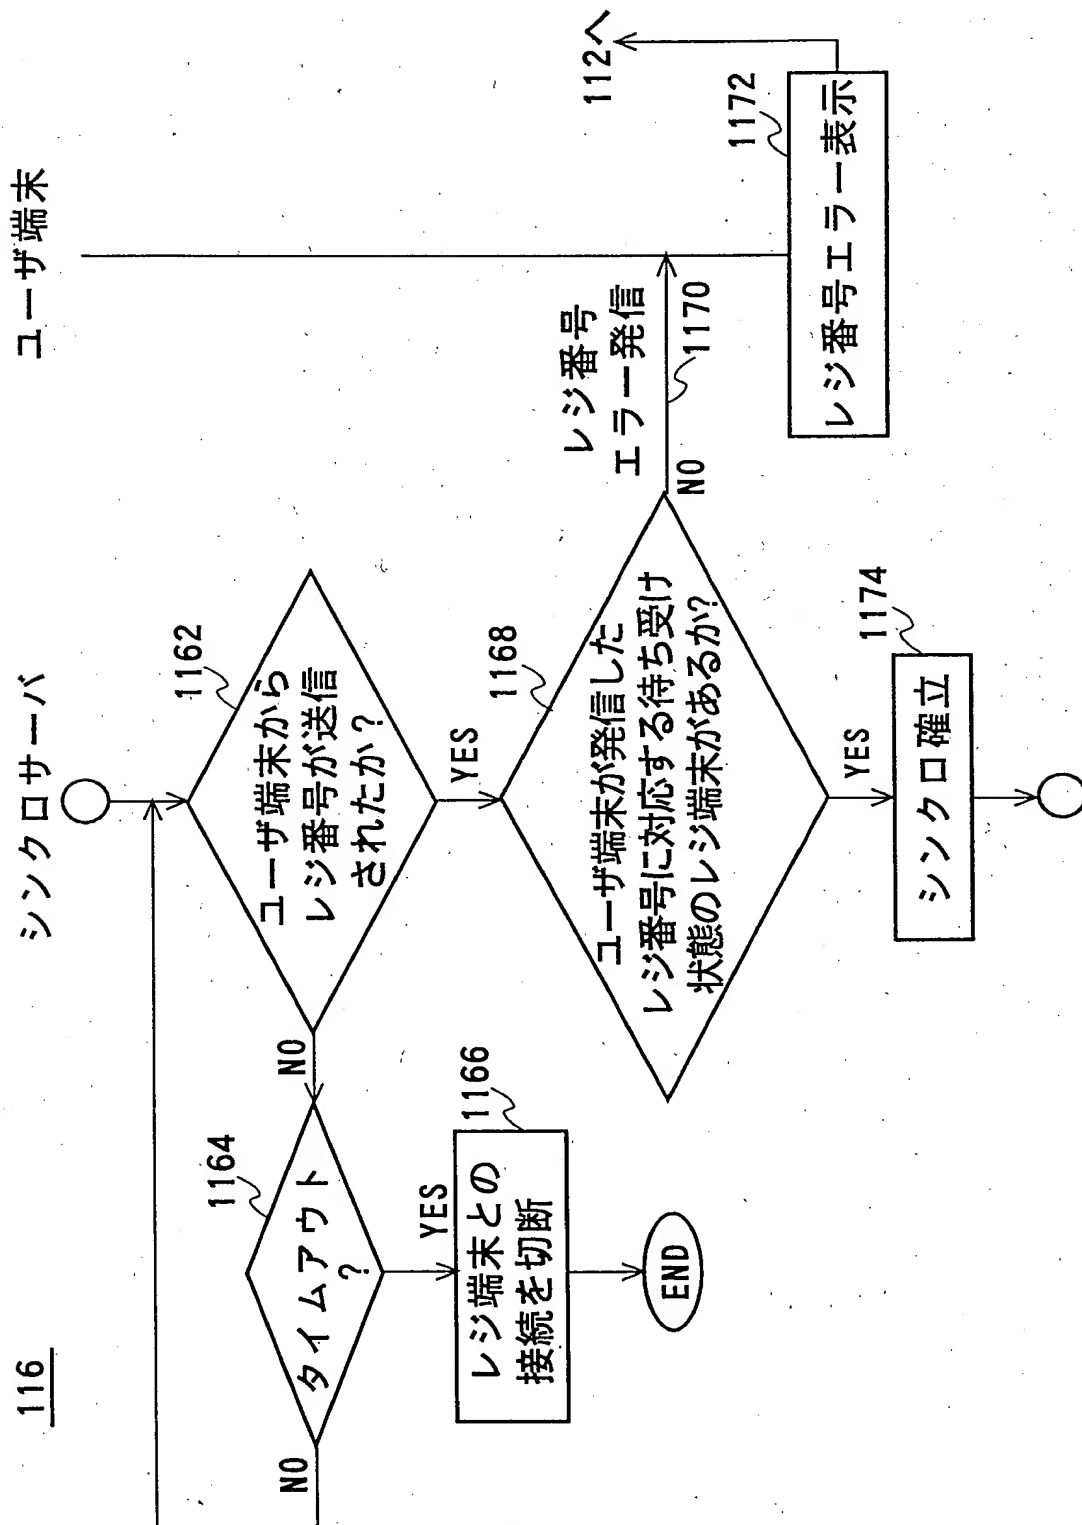 116
シンクロサーバ
ユーザ端末
1162
ユーザ端末から
レジ番号が送信
されたか?
NO
YES
1164
タイムアウト
?
NO
YES
1166
レジ端末との
接続を切断
END
1168
ユーザ端末が発信した
レジ番号に対応する待ち受け
状態のレジ端末があるか?
NO
YES
レジ番号
エラー発信
1170
1172
レジ番号エラー表示
112へ
1174
シンクロ確立